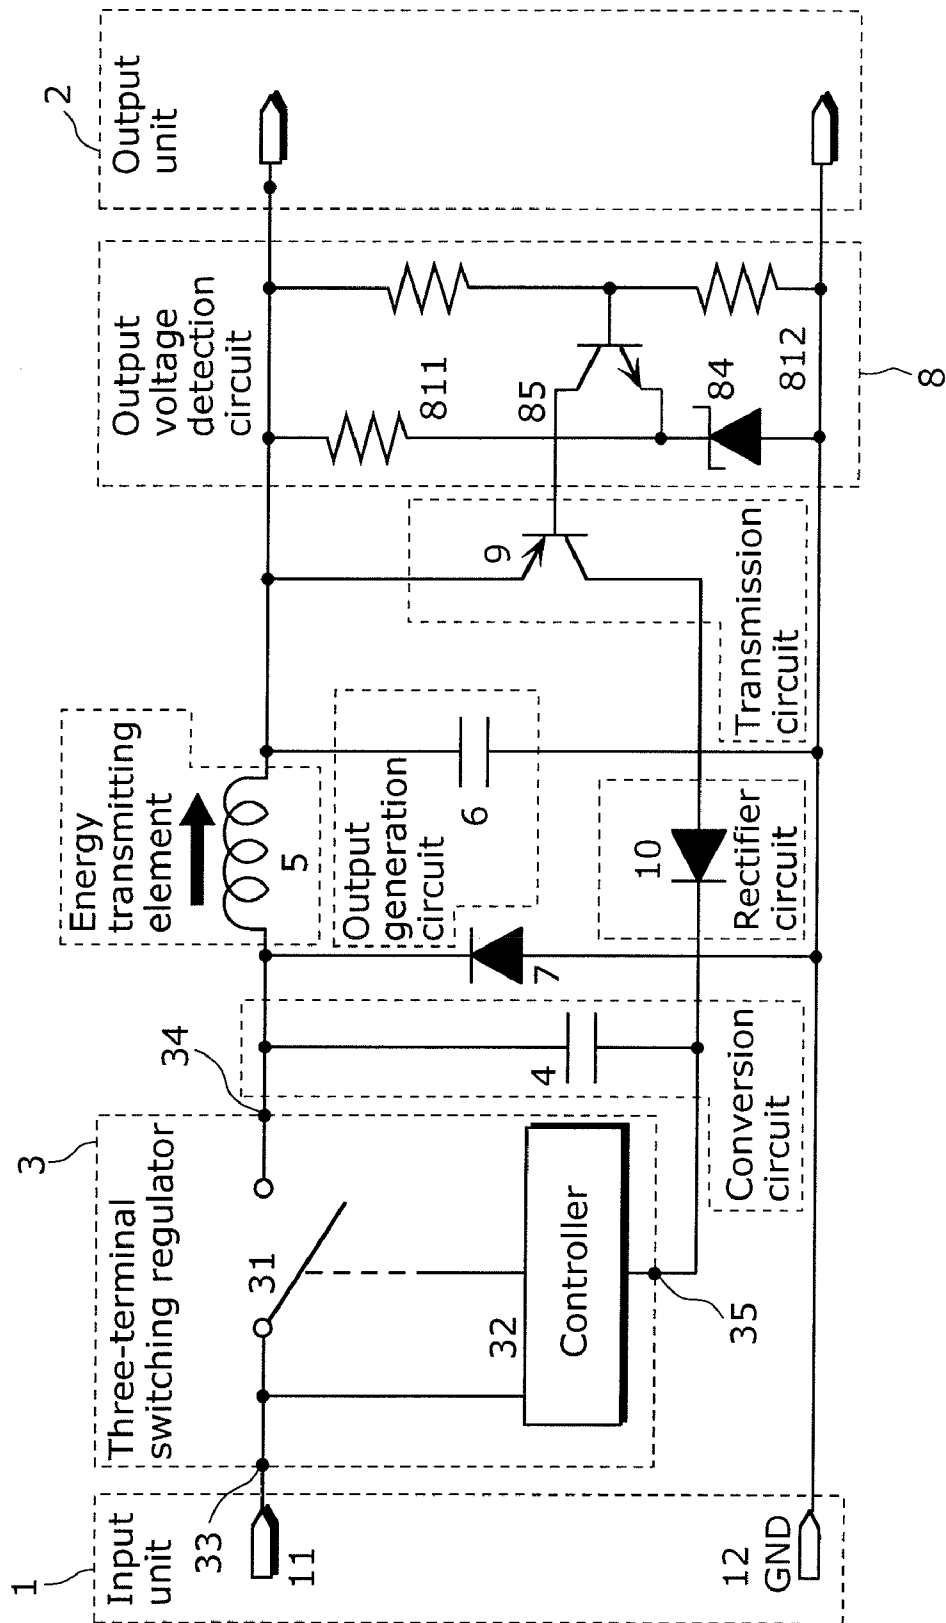 1
Input
unit
33
11
12
GND
3
Three-terminal
switching regulator
31
32
Controller
34
35
4
Conversion
circuit
7
Energy
transmitting
element
5
Output
generation
circuit
6
10
Rectifier
circuit
9
Transmission
circuit
Output
voltage
detection
circuit
811
85
84
812
8
2
Output
unit